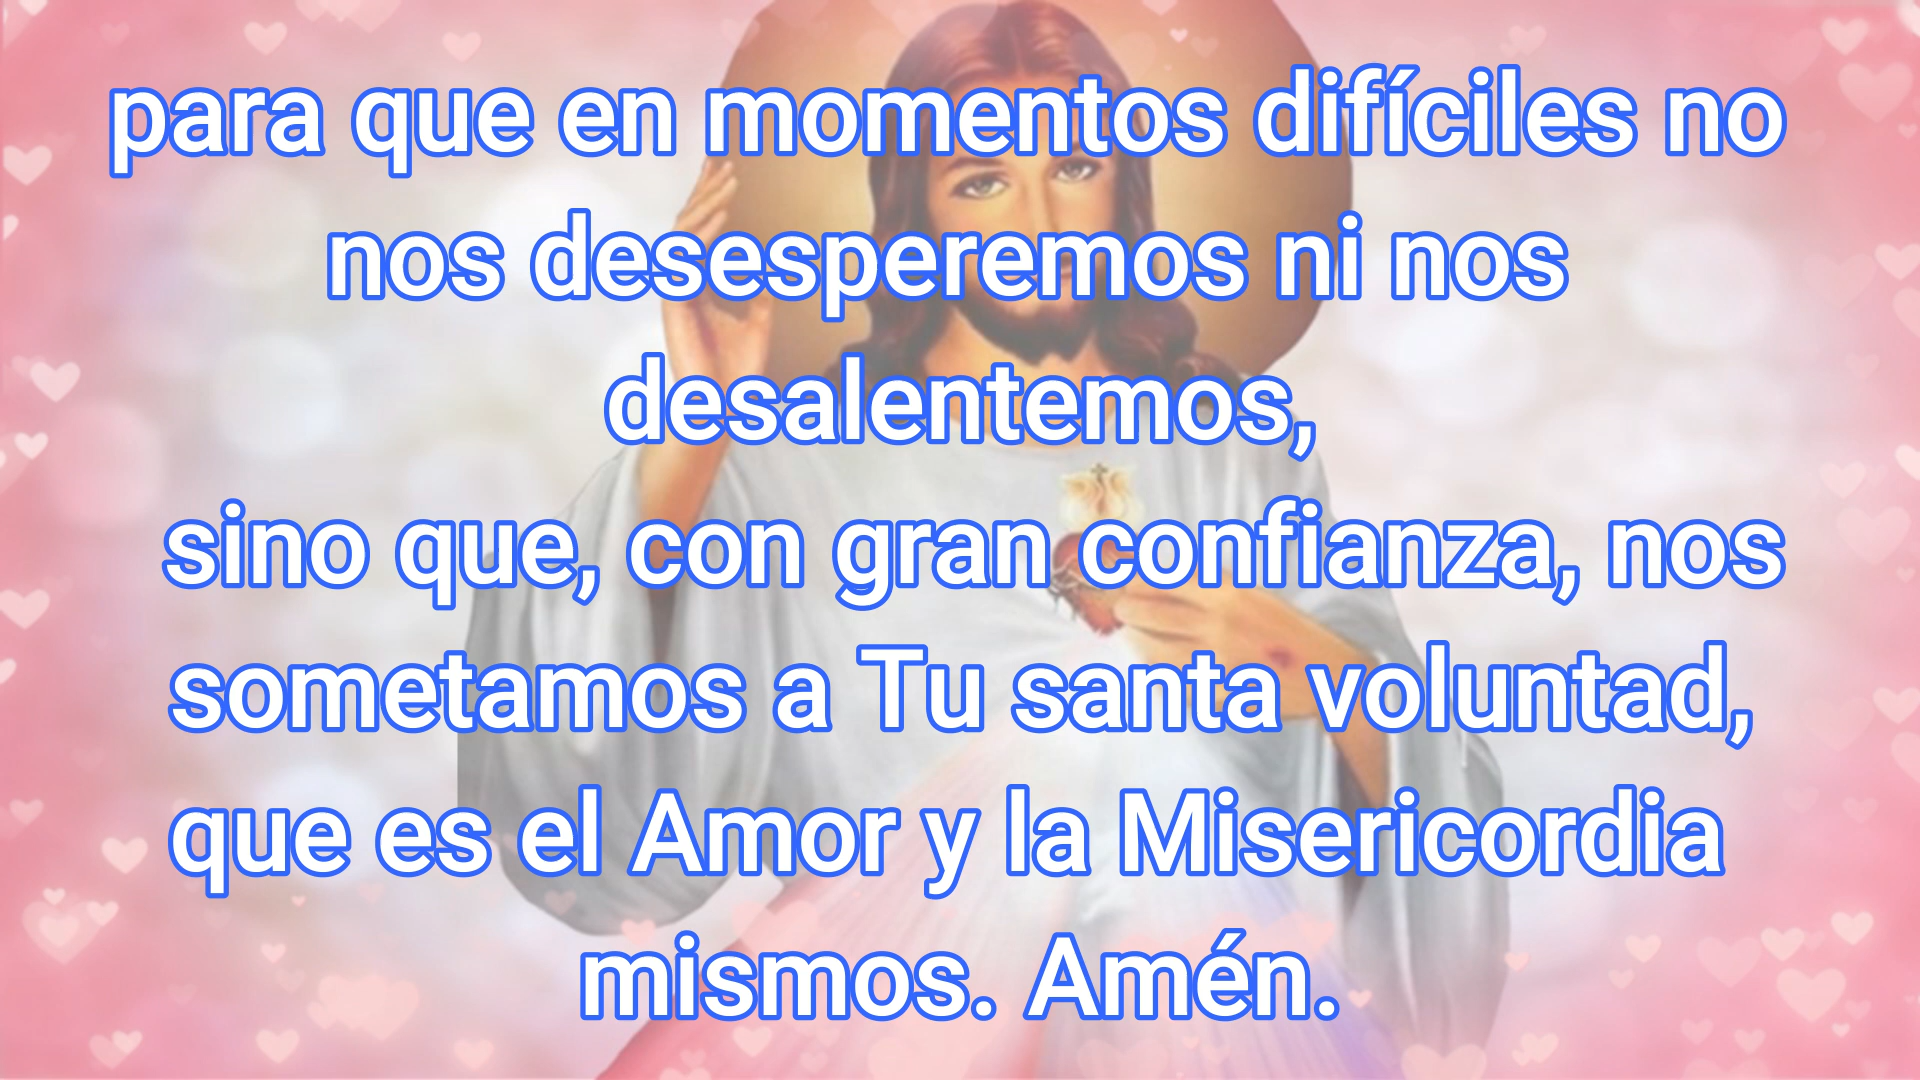 para que en momentos difíciles no
nos desesperemos ni nos
desalentemos,
sino que, con gran confianza, nos
sometamos a Tu santa voluntad,
que es el Amor y la Misericordia
mismos. Amén.